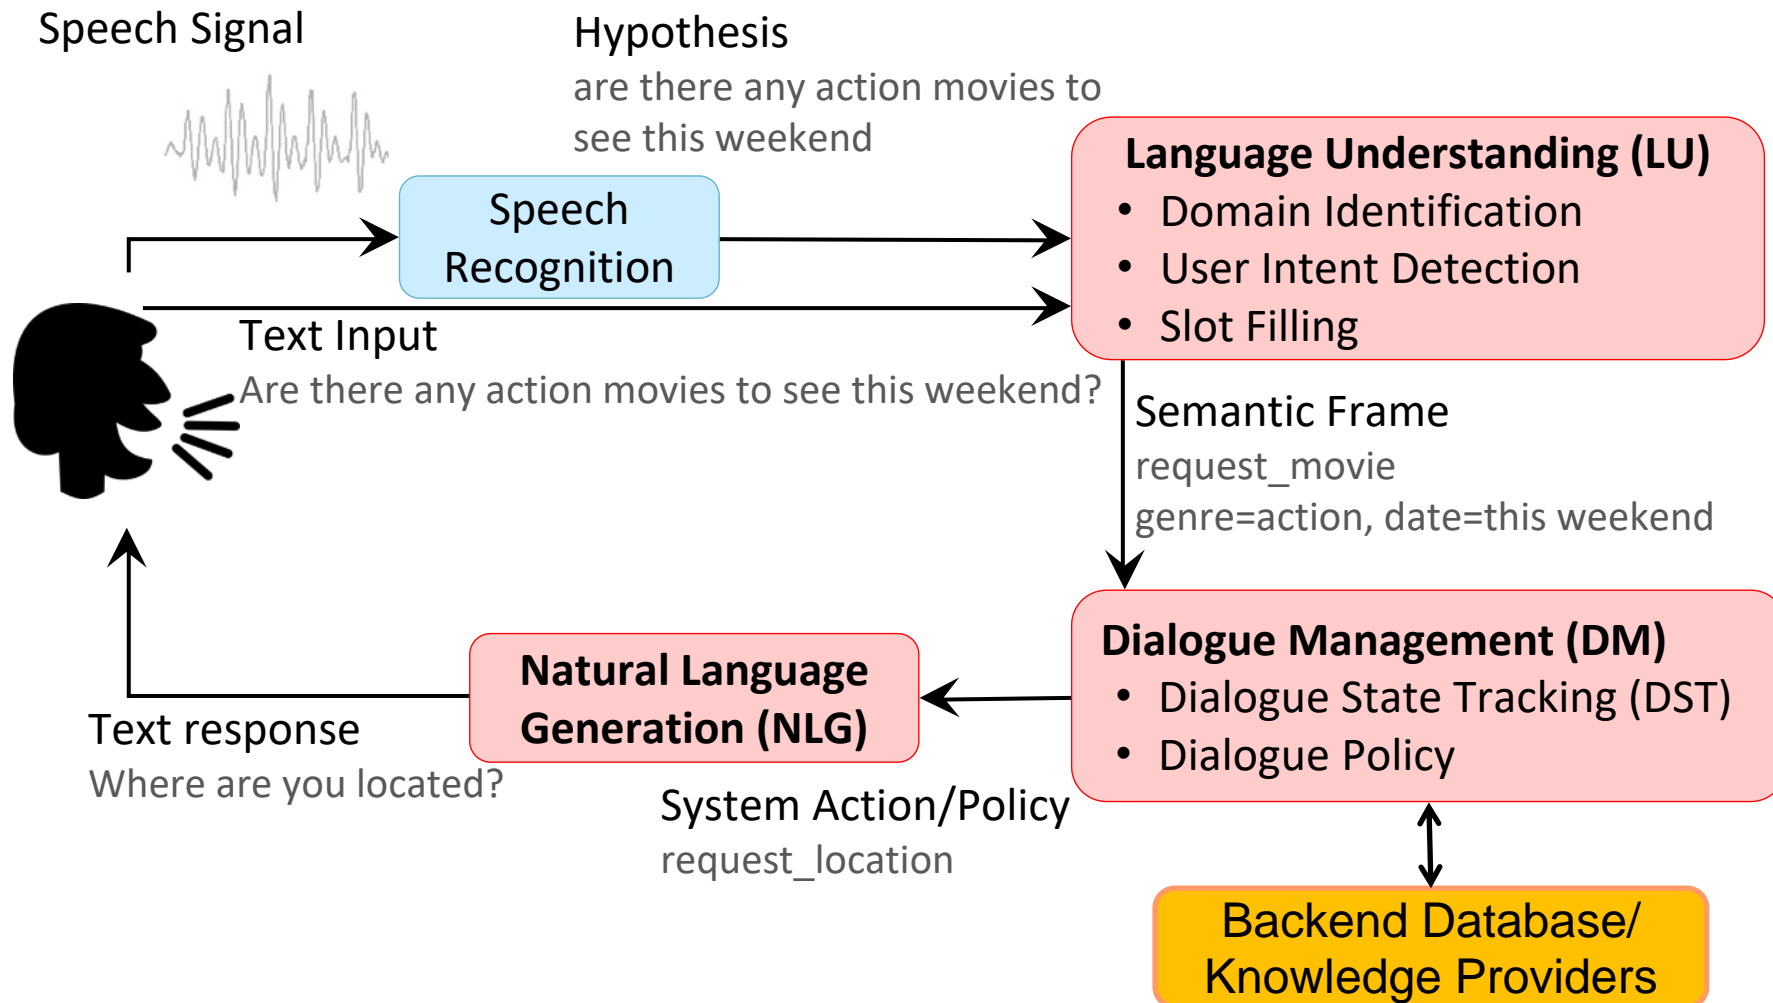 Speech Signal
Hypothesis
are there any action movies to
see this weekend
Speech
Recognition
Language Understanding (LU)
• Domain Identification
• User Intent Detection
• Slot Filling
Text Input
Are there any action movies to see this weekend?
Semantic Frame
request_movie
genre=action, date=this weekend
Dialogue Management (DM)
• Dialogue State Tracking (DST)
• Dialogue Policy
Natural Language
Generation (NLG)
Text response
Where are you located?
System Action/Policy
request_location
Backend Database/
Knowledge Providers